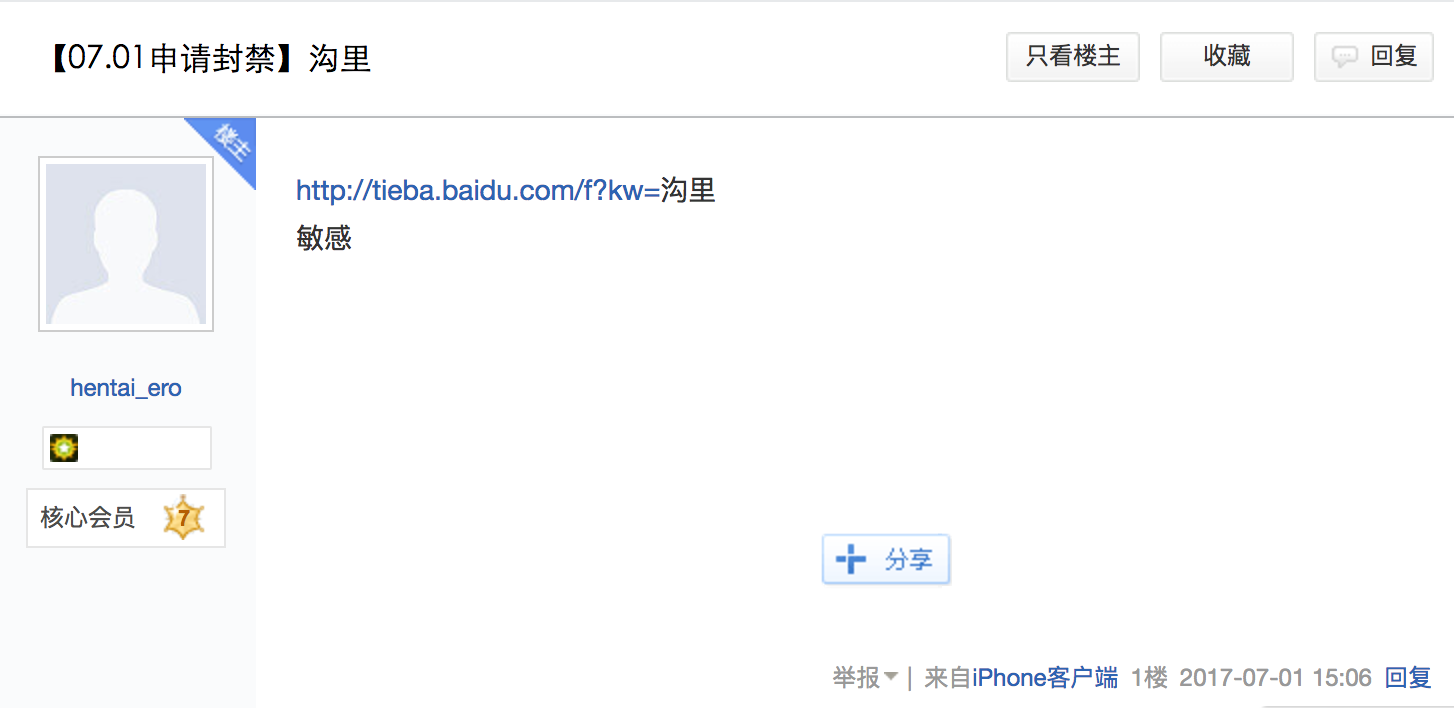 【07.01申请封禁】沟里
只看楼主
收藏
回复
楼主
http://tieba.baidu.com/f?kw=沟里
敏感
hentai_ero
核心会员 7
分享
举报 | 来自iPhone客户端 1楼 2017-07-01 15:06 回复